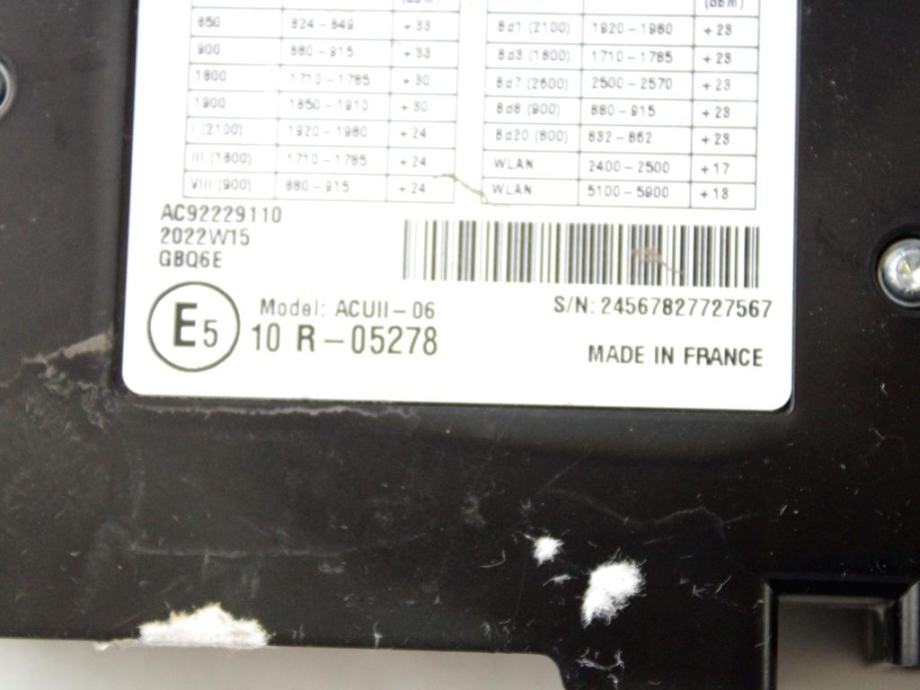 (dBm)
850 824-849 +33 Bd1 (2100) 1920-1980 +23
900 880-915 +33 Bd3 (1800) 1710-1785 +23
1800 1710-1785 +30 Bd7 (2600) 2500-2570 +23
1900 1850-1910 +30 Bd8 (900) 880-915 +23
I (2100) 1920-1980 +24 Bd20 (800) 832-862 +23
III (1800) 1710-1785 +24 WLAN 2400-2500 +17
VIII (900) 880-915 +24 WLAN 5100-5900 +18
AC92229110
2022W15
GBQ6E
E5
Model: ACUII-06
10 R-05278
S/N: 24567827727567
MADE IN FRANCE